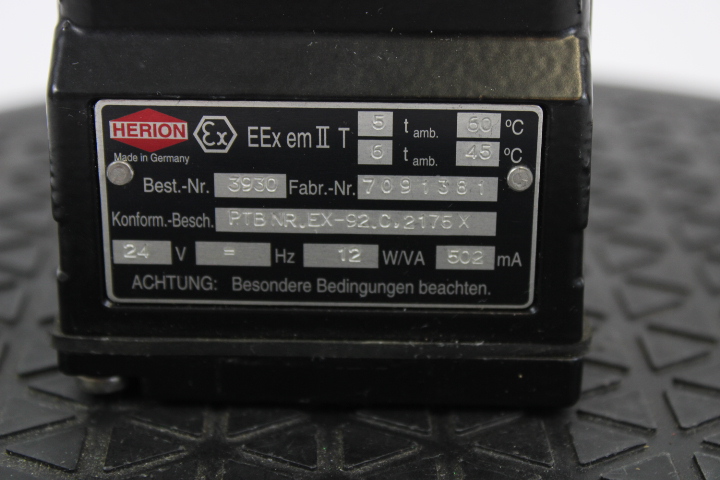 HERION Ex EEx em II T 5 t amb. 60 °C
Made in Germany 6 t amb. 45 °C
Best.-Nr. 3930 Fabr.-Nr. 7091381
Konform.-Besch. PTB NR. EX-92.C.2175 X
24 V = Hz 12 W/VA 502 mA
ACHTUNG: Besondere Bedingungen beachten.